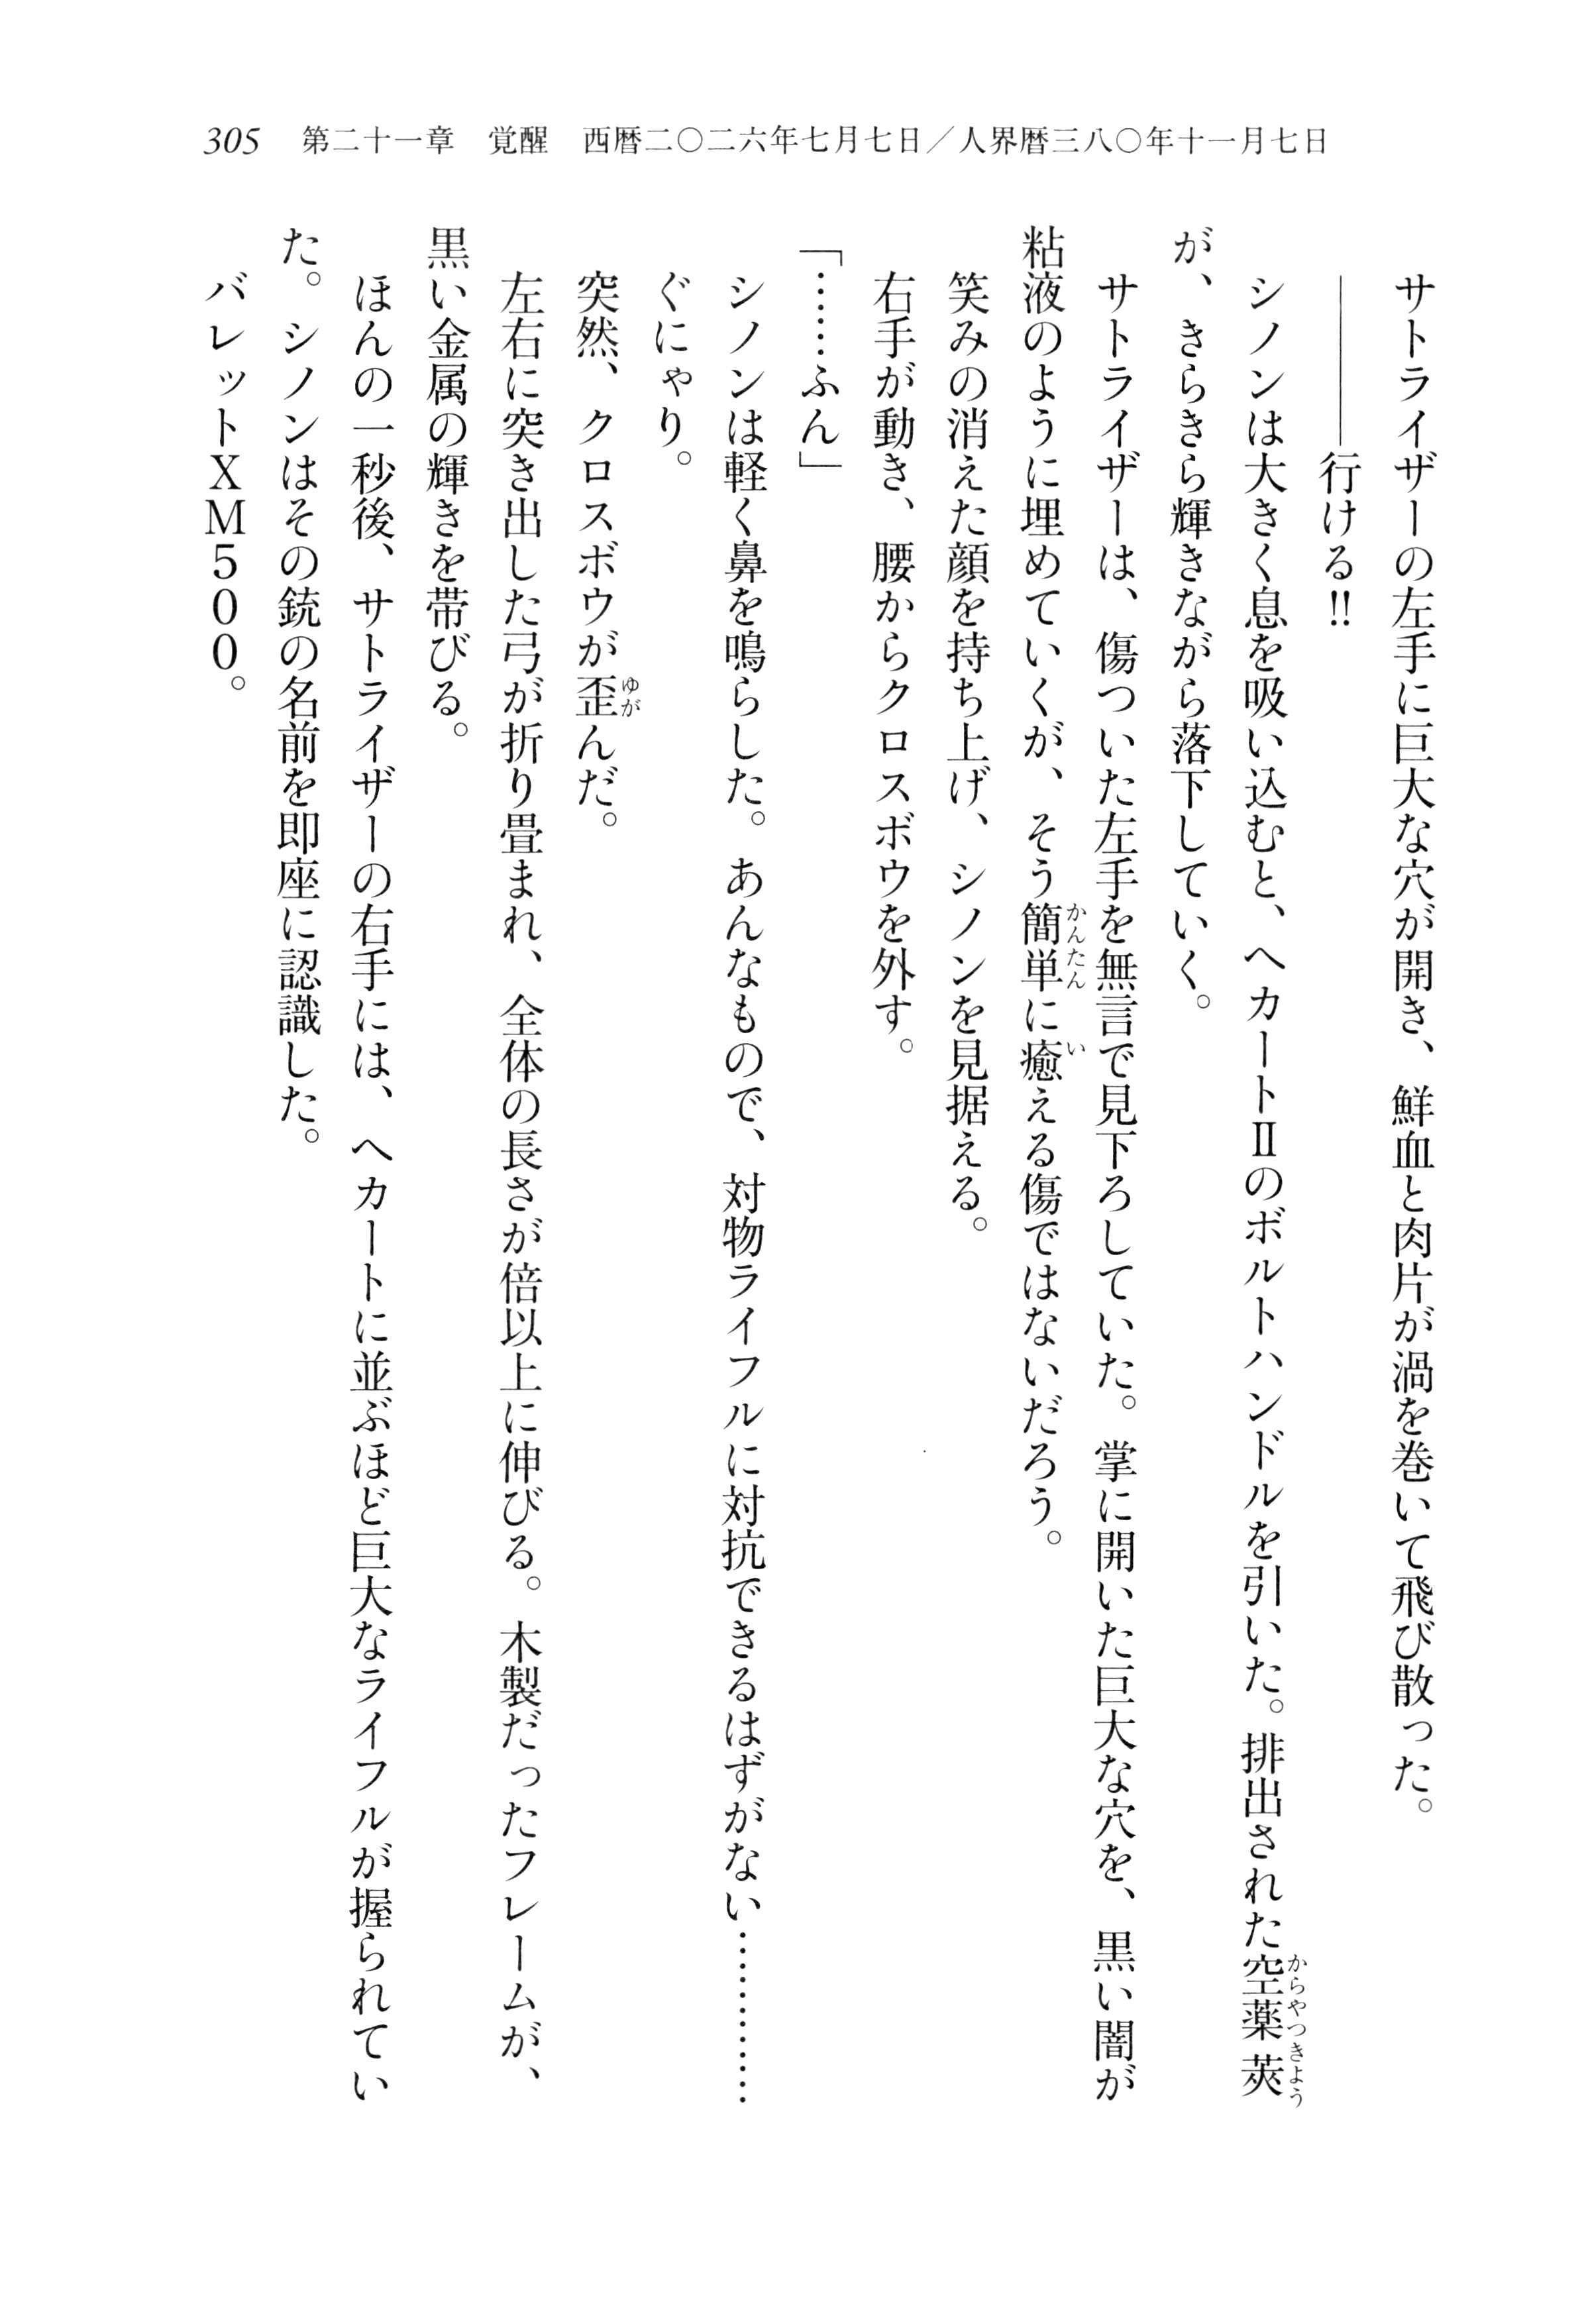 305 第二十一章 覚醒 西暦二〇二六年七月七日／人界暦三八〇年十一月七日
サトライザーの左手に巨大な穴が開き、鮮血と肉片が渦を巻いて飛び散った。
――――行ける!!
シノンは大きく息を吸い込むと、ヘカートⅡのボルトハンドルを引いた。排出された空薬莢
が、きらきら輝きながら落下していく。
サトライザーは、傷ついた左手を無言で見下ろしていた。掌に開いた巨大な穴を、黒い闇が
粘液のように埋めていくが、そう簡単に癒える傷ではないだろう。
笑みの消えた顔を持ち上げ、シノンを見据える。
右手が動き、腰からクロスボウを外す。
「……ふん」
シノンは軽く鼻を鳴らした。あんなもので、対物ライフルに対抗できるはずがない…………
ぐにゃり。
突然、クロスボウが歪んだ。
左右に突き出した弓が折り畳まれ、全体の長さが倍以上に伸びる。木製だったフレームが、
黒い金属の輝きを帯びる。
ほんの一秒後、サトライザーの右手には、ヘカートに並ぶほど巨大なライフルが握られてい
た。シノンはその銃の名前を即座に認識した。
バレットＸＭ５００。